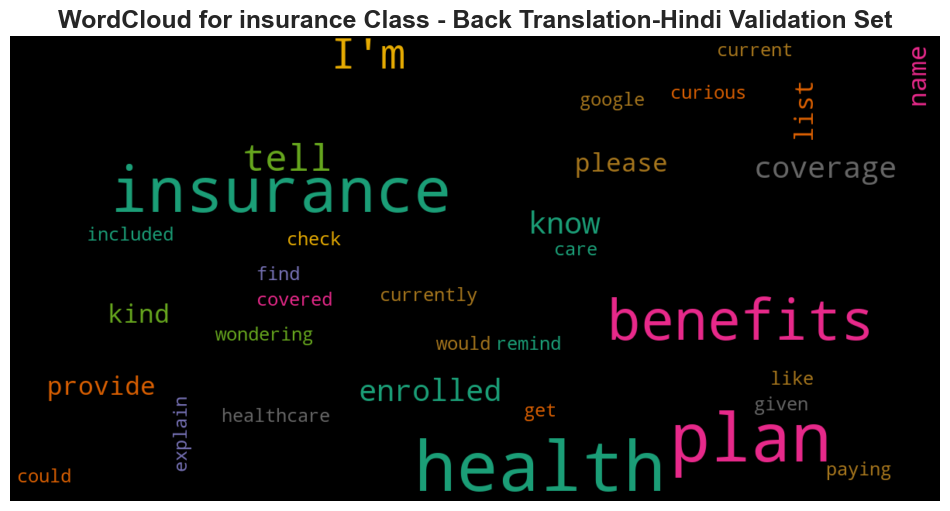 WordCloud for insurance Class - Back Translation-Hindi Validation Set
I'm
current
name
google
curious
list
tell
please
coverage
insurance
know
included
check
care
find
covered
currently
kind
benefits
wondering
would
remind
provide
enrolled
like
explain
healthcare
get
given
health
plan
could
paying